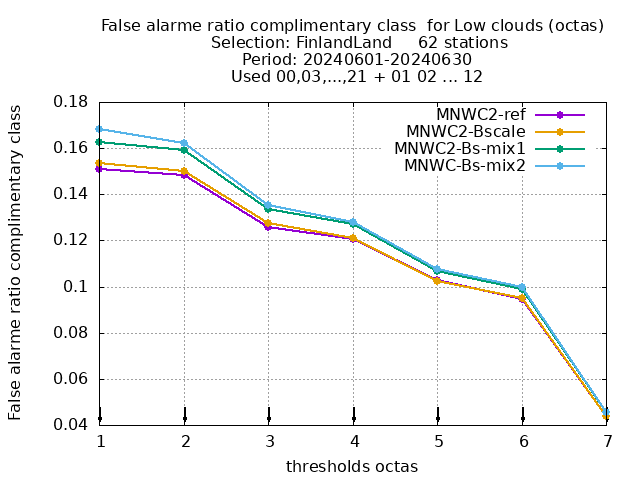 False alarme ratio complimentary class  for Low clouds (octas)
Selection: FinlandLand     62 stations
Period: 20240601-20240630
Used 00,03,...,21 + 01 02 ... 12
MNWC2-ref
MNWC2-Bscale
MNWC2-Bs-mix1
MNWC-Bs-mix2
False alarme ratio complimentary class
0.18
0.16
0.14
0.12
0.1
0.08
0.06
0.04
1 2 3 4 5 6 7
thresholds octas